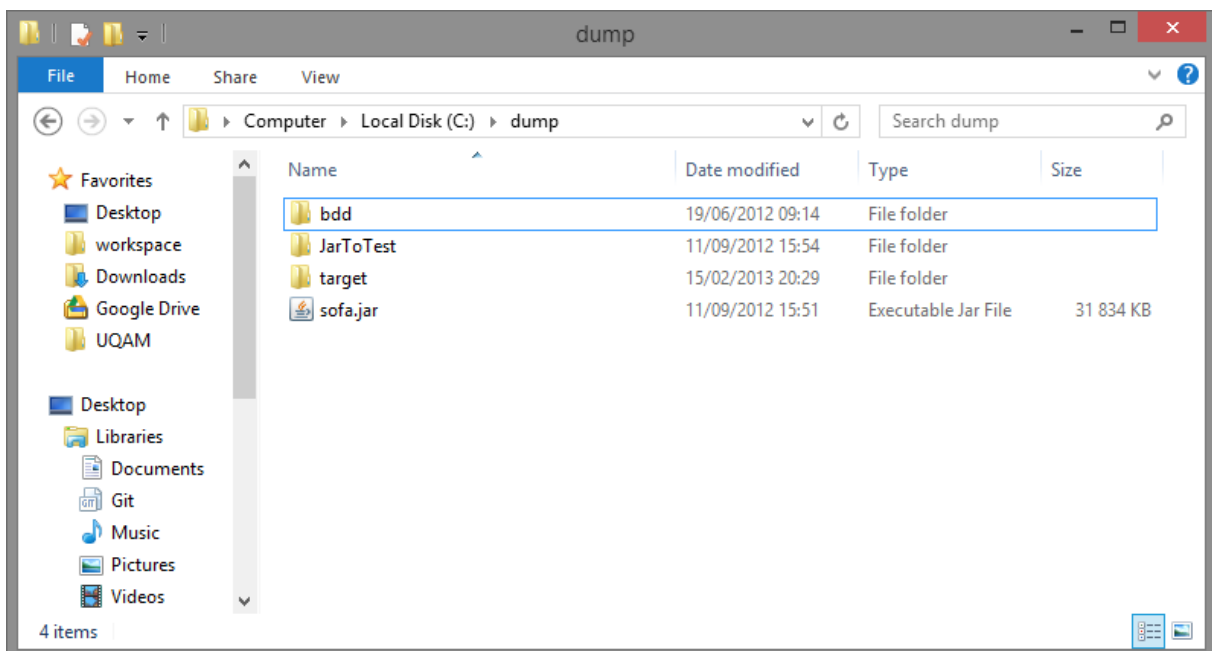 dump
File Home Share View
Computer Local Disk (C:) dump Search dump
Name Date modified Type Size
bdd 19/06/2012 09:14 File folder
JarToTest 11/09/2012 15:54 File folder
target 15/02/2013 20:29 File folder
sofa.jar 11/09/2012 15:51 Executable Jar File 31 834 KB
Favorites
Desktop
workspace
Downloads
Google Drive
UQAM
Desktop
Libraries
Documents
GIT Git
Music
Pictures
Videos
4 items